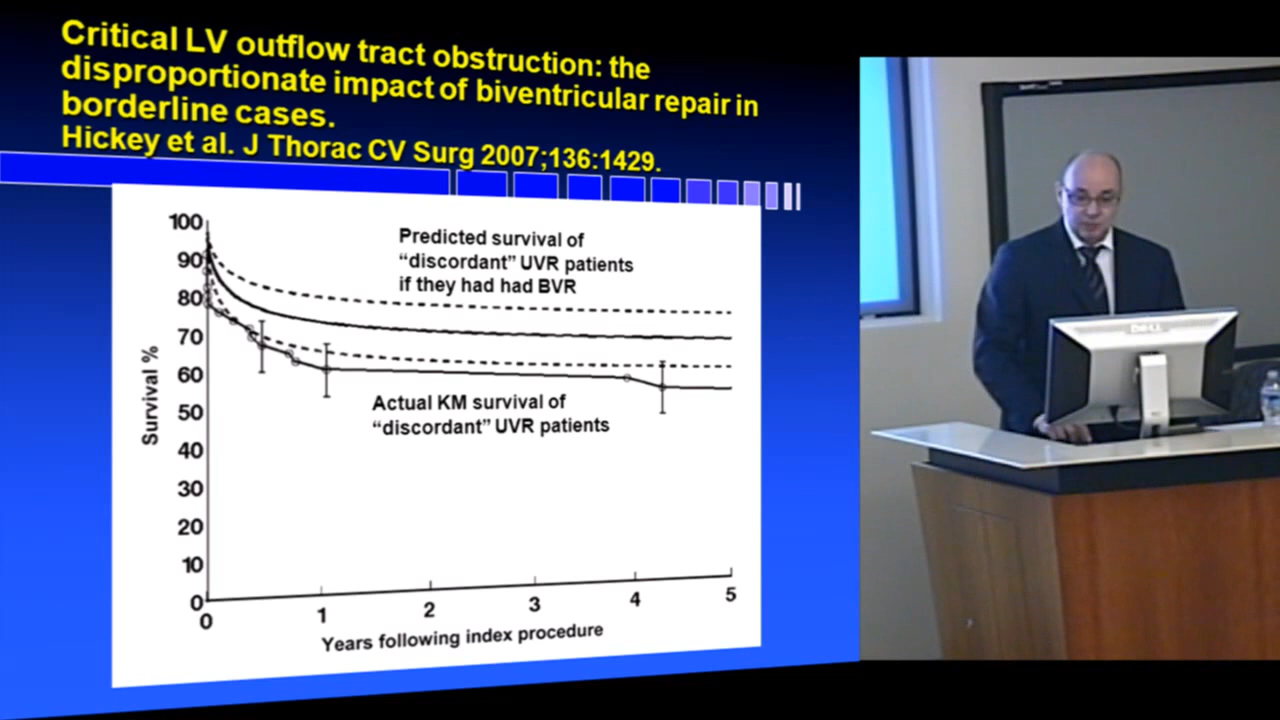 Critical LV outflow tract obstruction: the
disproportionate impact of biventricular repair in
borderline cases.
Hickey et al. J Thorac CV Surg 2007;136:1429.
Predicted survival of
“discordant” UVR patients
if they had had BVR
Actual KM survival of
“discordant” UVR patients
Survival %
100
90
80
70
60
50
40
30
20
10
0
0 1 2 3 4 5
Years following index procedure
DELL